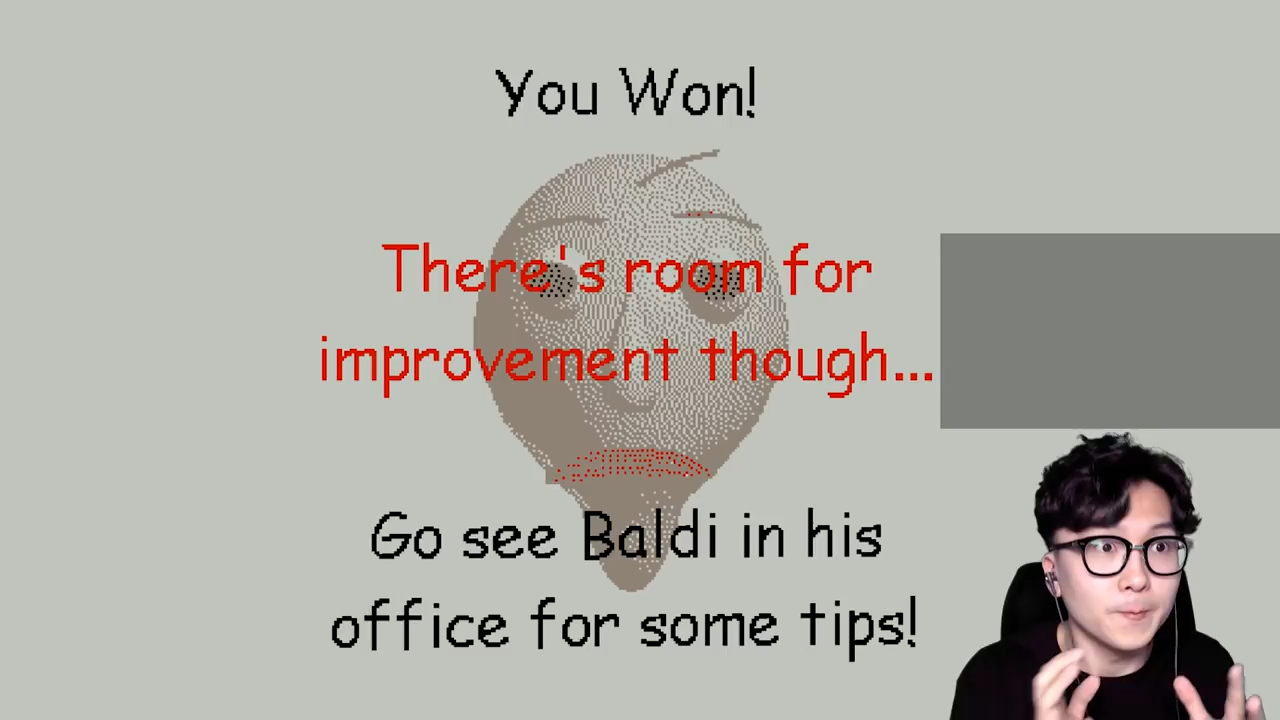 You Won!
There's room for
improvement though...
Go see Baldi in his
office for some tips!